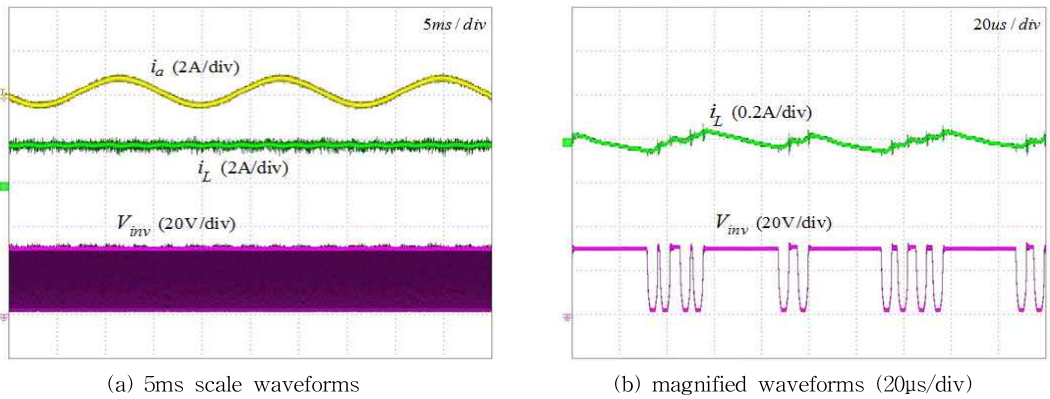 5ms / div
i_a (2A/div)
i_L (2A/div)
V_inv (20V/div)
(a) 5ms scale waveforms
20us / div
i_L (0.2A/div)
V_inv (20V/div)
(b) magnified waveforms (20μs/div)